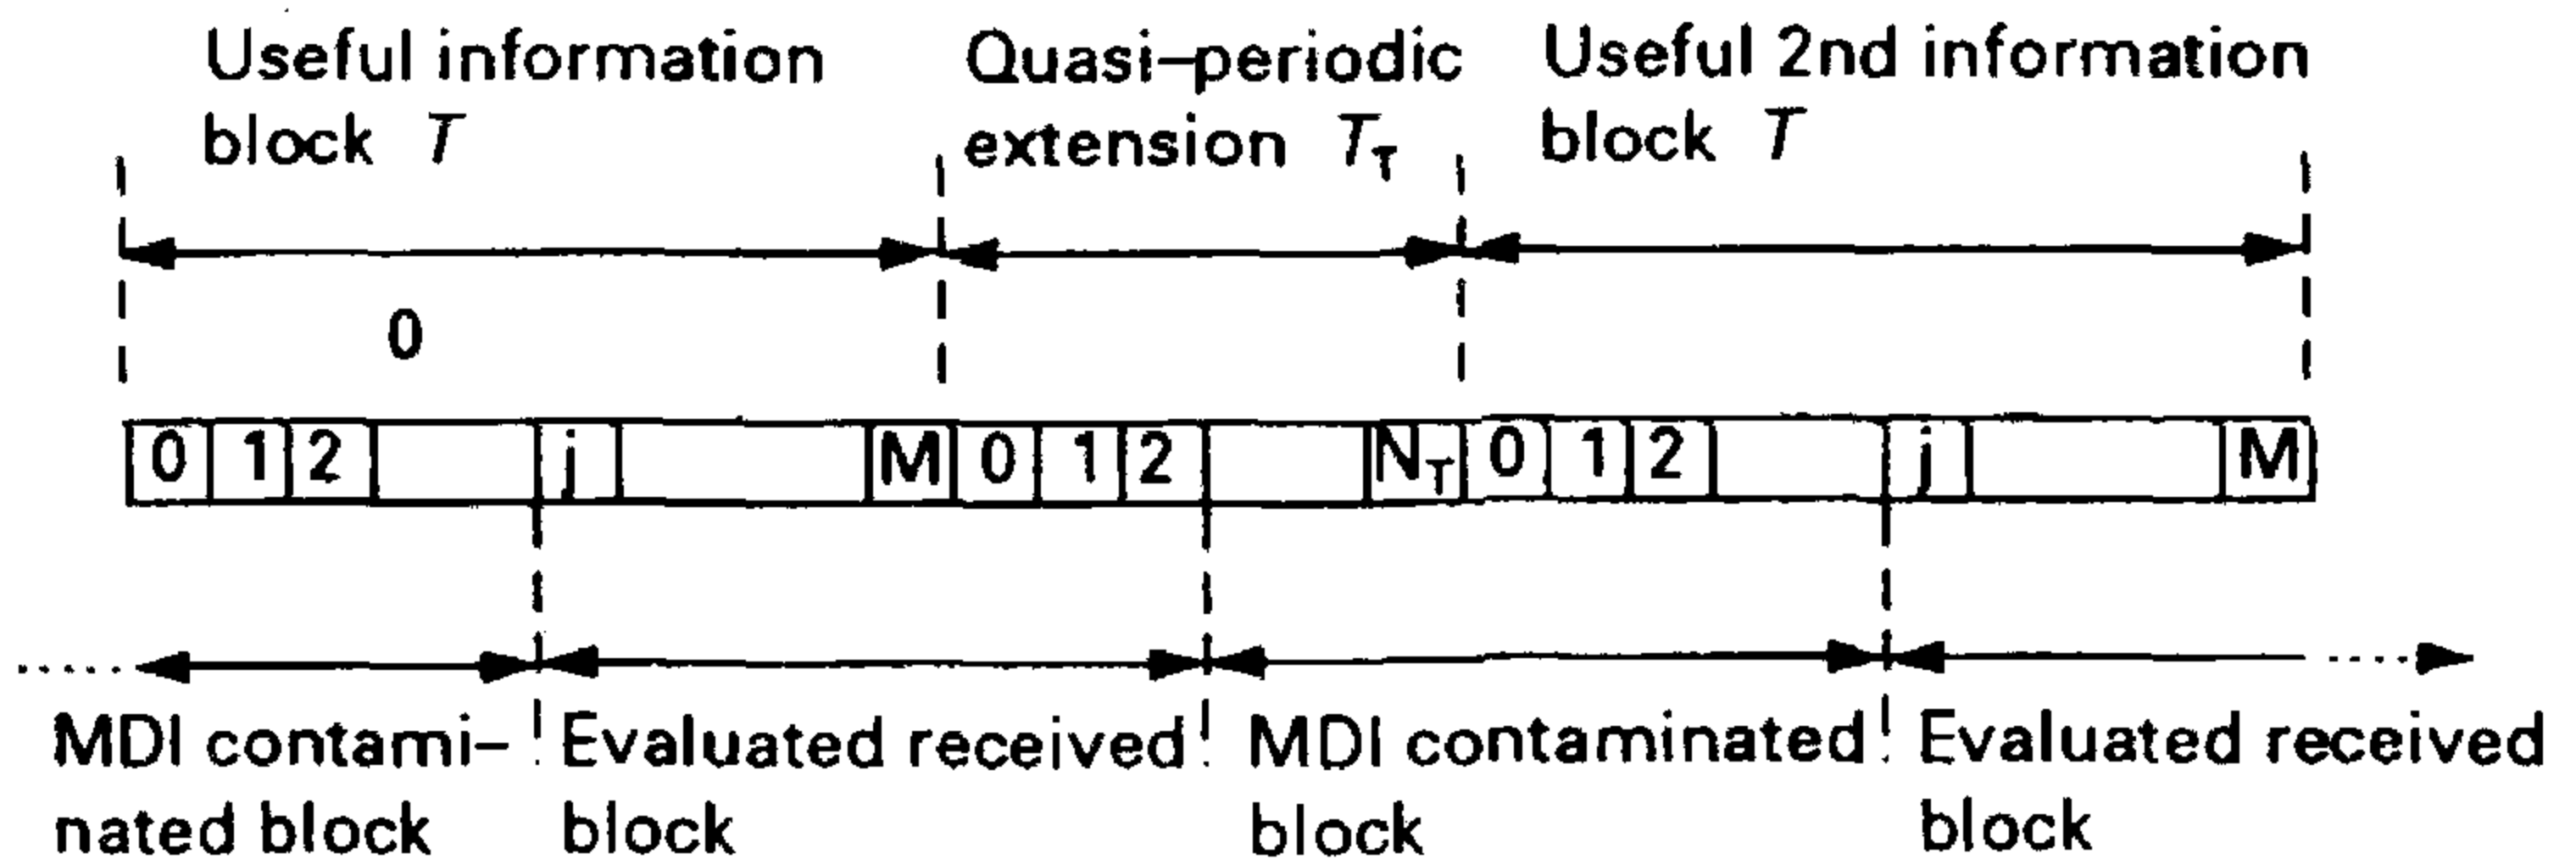 Useful information
block T
Quasi–periodic
extension T_T
Useful 2nd information
block T
0
0 1 2 j M 0 1 2 N_T 0 1 2 j M
MDI contami–
nated block
Evaluated received
block
MDI contaminated
block
Evaluated received
block